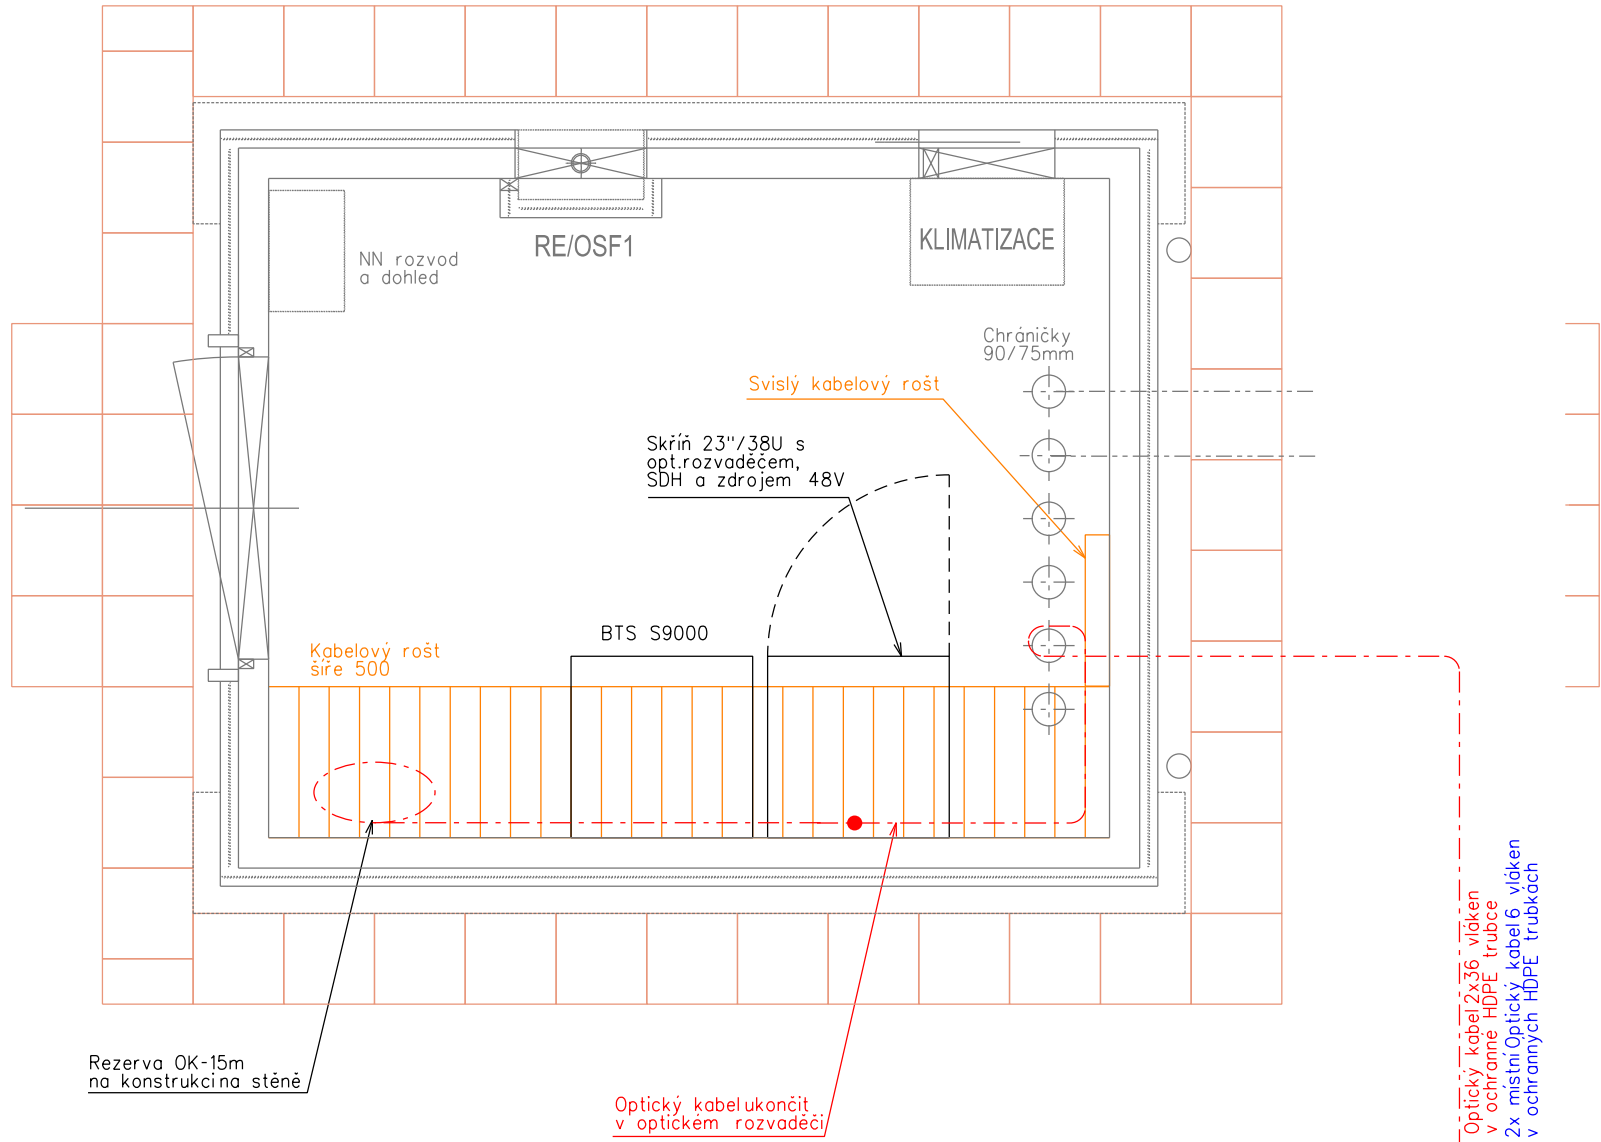 RE/OSF1
KLIMATIZACE
NN rozvod
a dohled
Chráničky
90/75mm
Svislý kabelový rošt
Skříň 23"/38U s
opt.rozvaděčem,
SDH a zdrojem 48V
BTS S9000
Kabelový rošt
šíře 500
Rezerva OK-15m
na konstrukci na stěně
Optický kabel ukončit
v optickém rozvaděči
Optický kabel 2x36 vláken
v ochranné HDPE trubce
2x místní Optický kabel 6 vláken
v ochranných HDPE trubkách